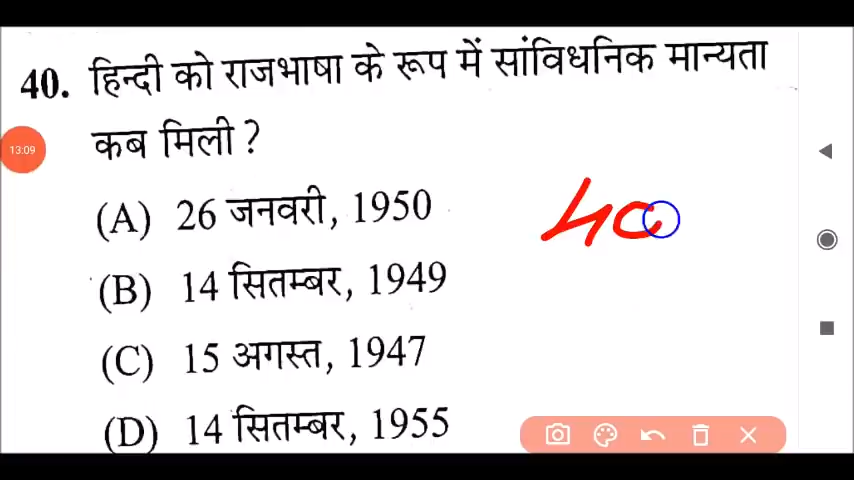 40. हिन्दी को राजभाषा के रूप में सांविधनिक मान्यता
कब मिली ?
13:09
(A) 26 जनवरी, 1950
40
(B) 14 सितम्बर, 1949
(C) 15 अगस्त, 1947
(D) 14 सितम्बर, 1955